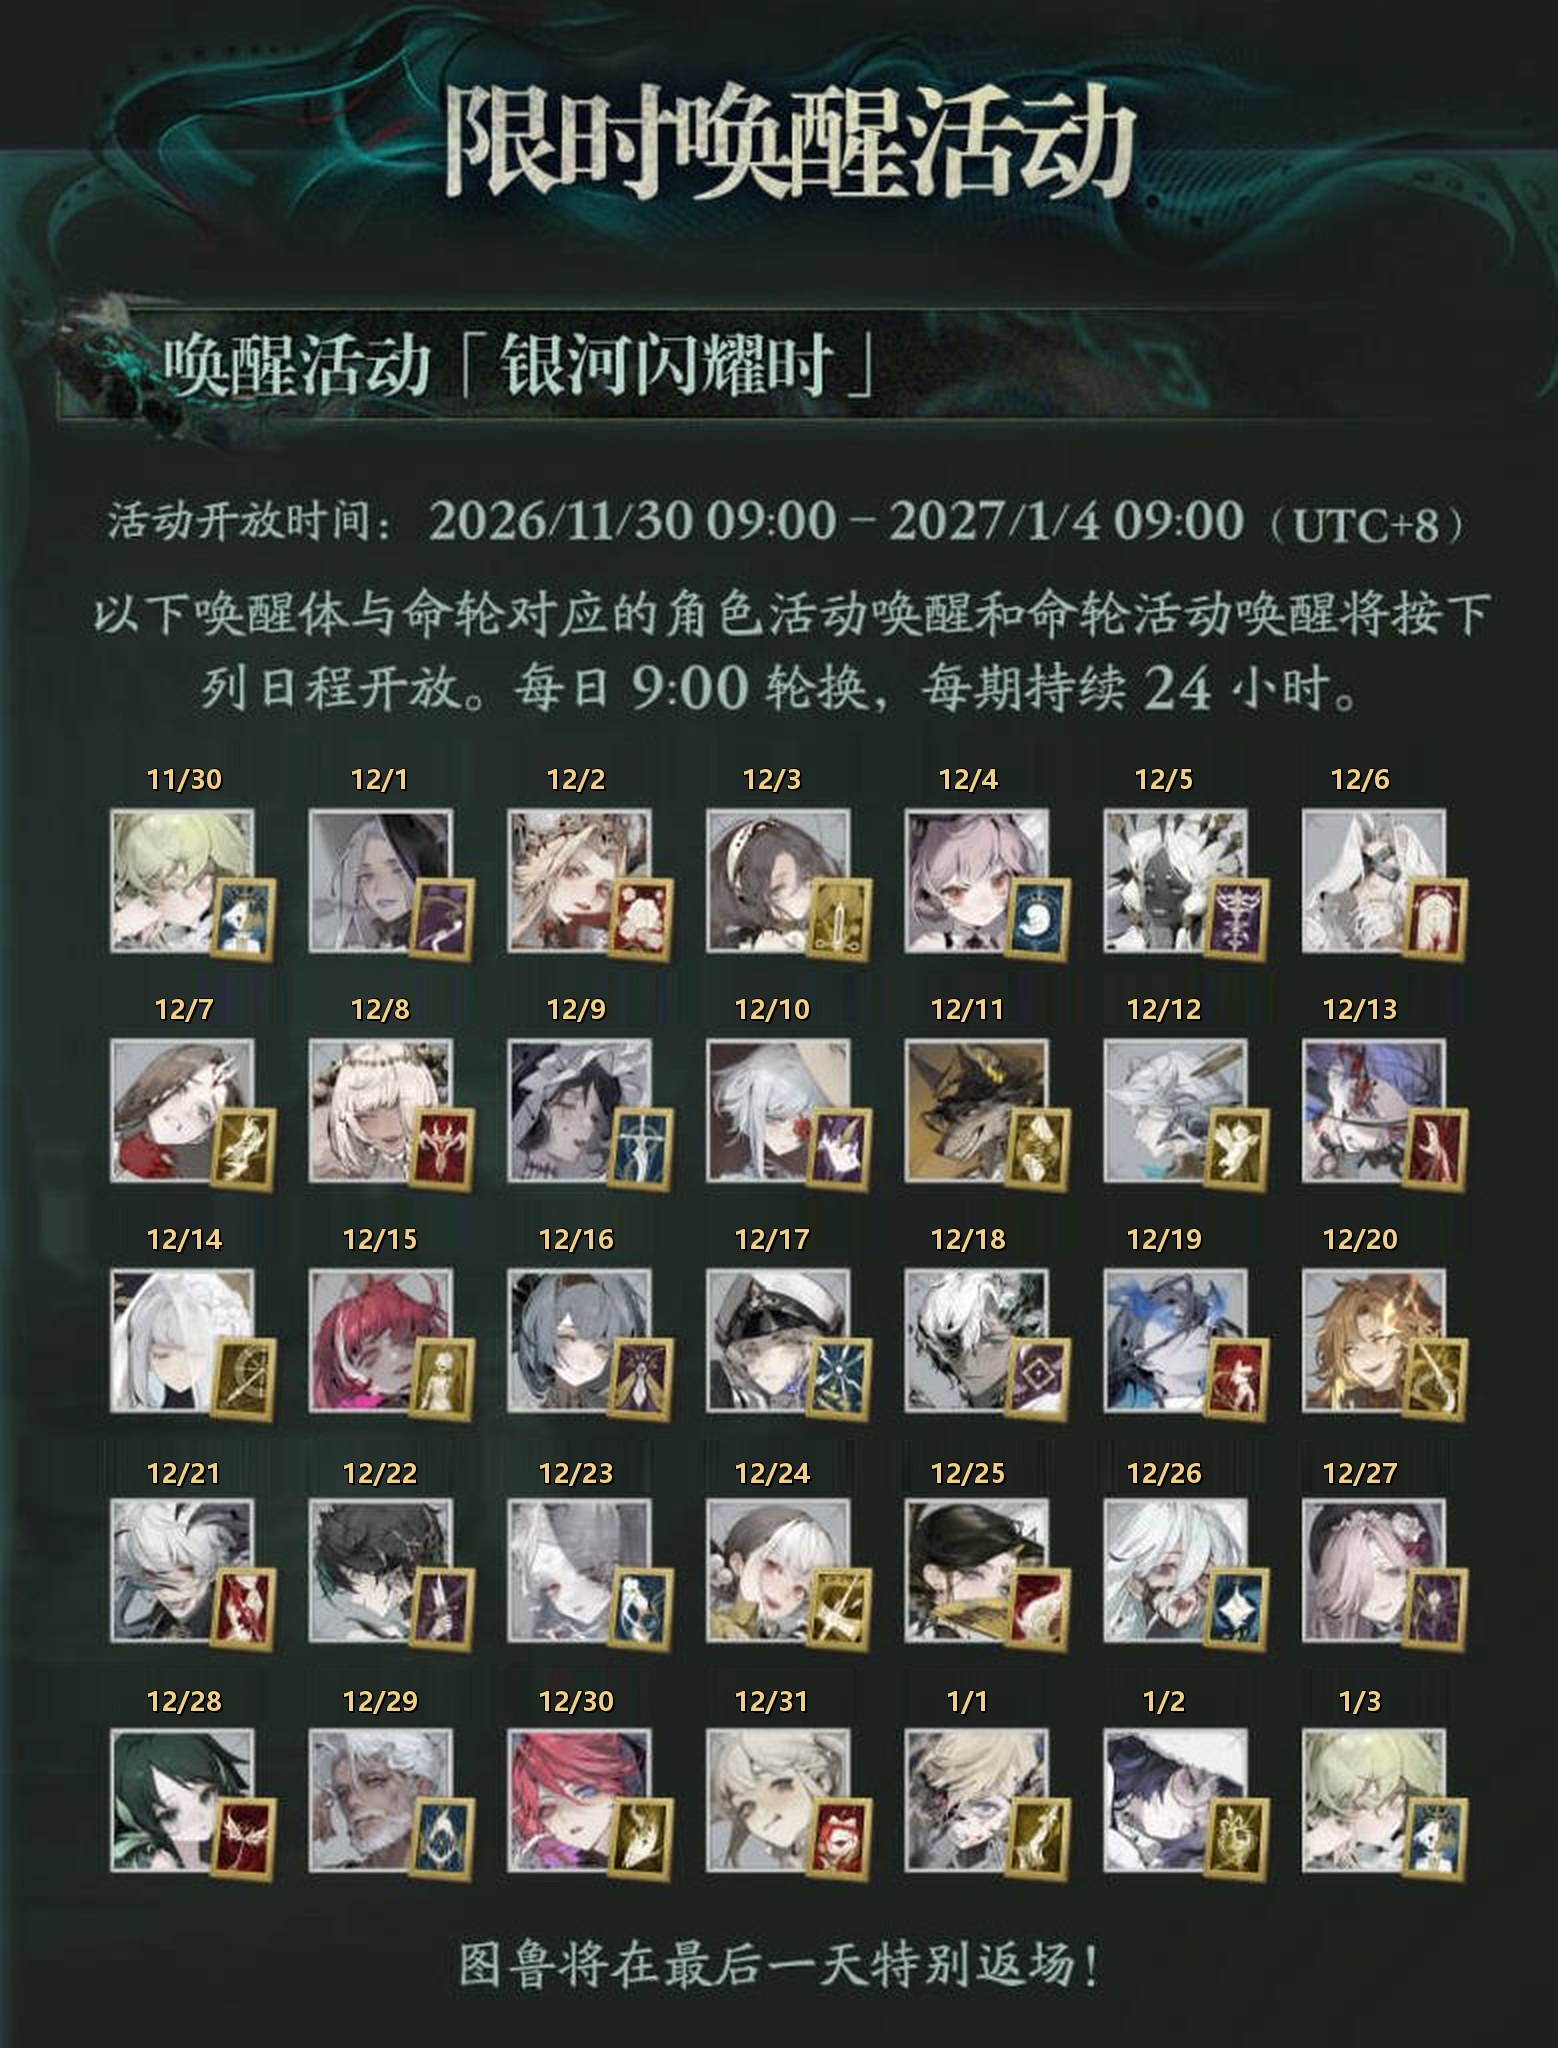 限时唤醒活动
唤醒活动「银河闪耀时」
活动开放时间：2026/11/30 09:00 – 2027/1/4 09:00（UTC+8）
以下唤醒体与命轮对应的角色活动唤醒和命轮活动唤醒将按下
列日程开放。每日 9:00 轮换，每期持续 24 小时。
11/30 12/1 12/2 12/3 12/4 12/5 12/6
12/7 12/8 12/9 12/10 12/11 12/12 12/13
12/14 12/15 12/16 12/17 12/18 12/19 12/20
12/21 12/22 12/23 12/24 12/25 12/26 12/27
12/28 12/29 12/30 12/31 1/1 1/2 1/3
图鲁将在最后一天特别返场！